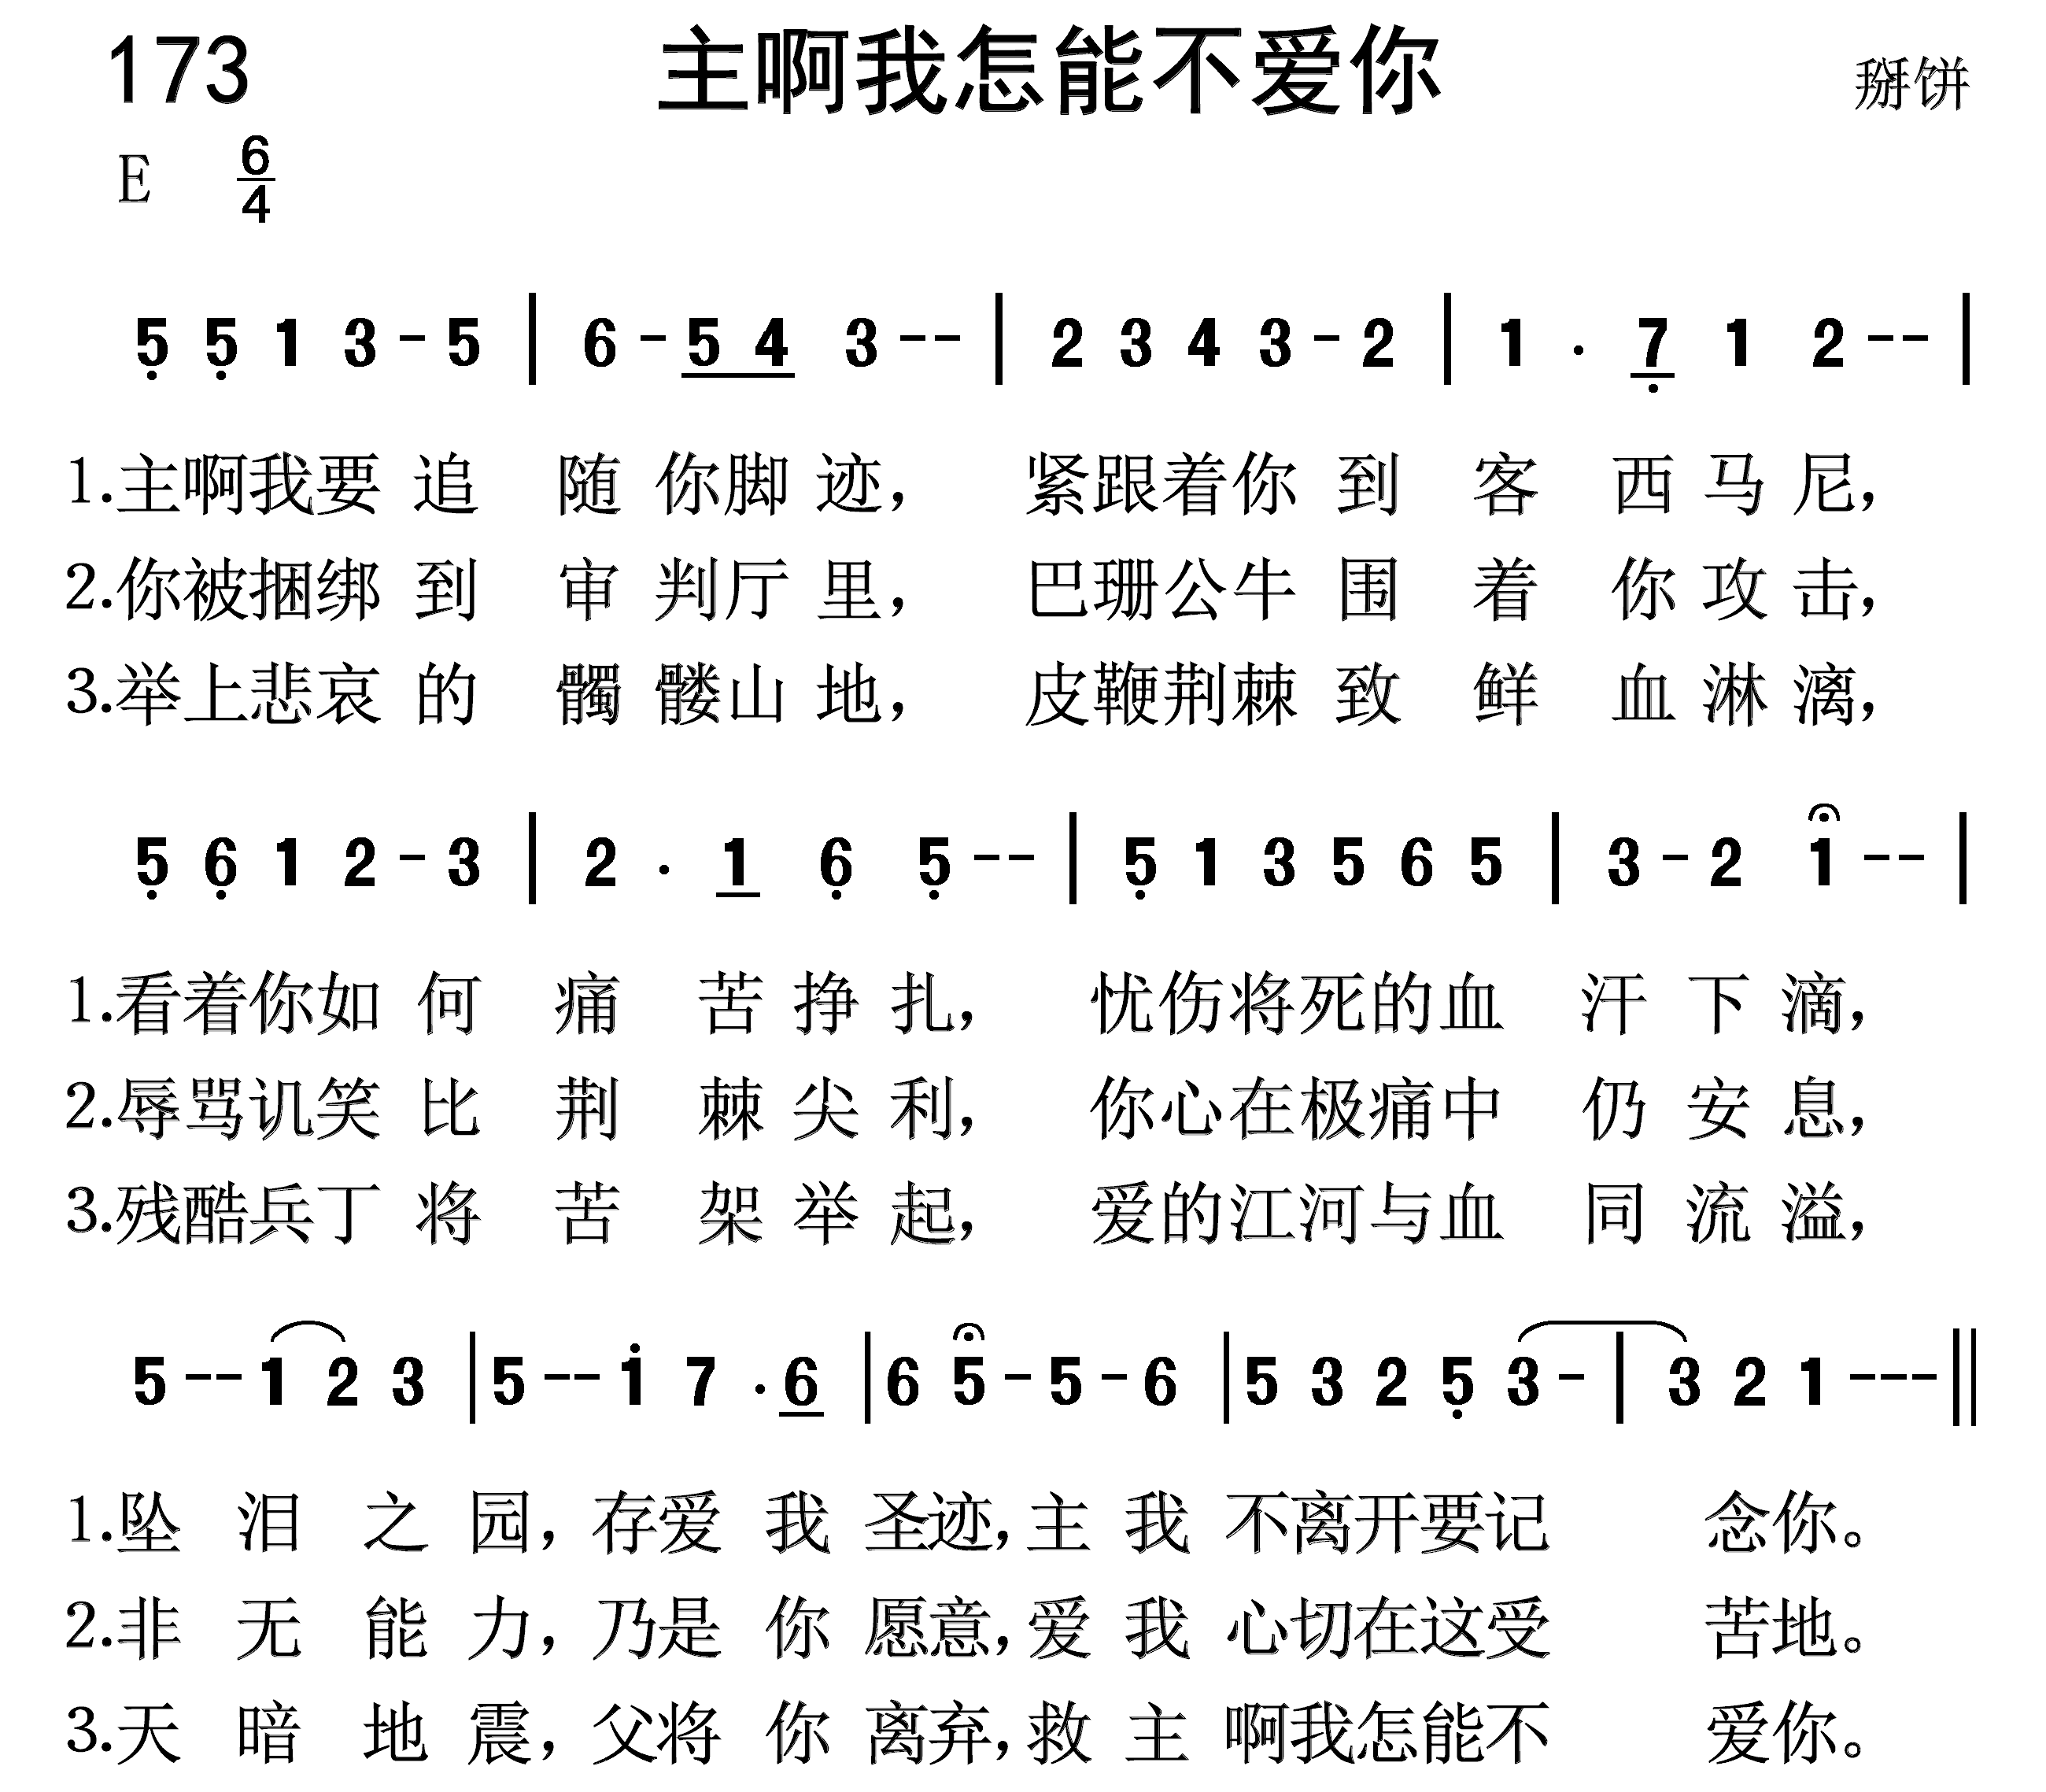 173 主啊我怎能不爱你 掰饼
E 6/4
5 5 1 3 - 5 | 6 - 5 4 3 - - | 2 3 4 3 - 2 | 1 . 7 1 2 - - |
1.主啊我要 追 随 你脚 迹， 紧跟着你 到 客 西 马 尼，
2.你被捆绑 到 审 判厅 里， 巴珊公牛 围 着 你 攻 击，
3.举上悲哀 的 髑 髅山 地， 皮鞭荆棘 致 鲜 血 淋 漓，
5 6 1 2 - 3 | 2 . 1 6 5 - - | 5 1 3 5 6 5 | 3 - 2 1 - - |
1.看着你如 何 痛 苦 挣 扎， 忧伤将死的血 汗 下 滴，
2.辱骂讥笑 比 荆 棘 尖 利， 你心在极痛中 仍 安 息，
3.残酷兵丁 将 苦 架 举 起， 爱的江河与血 同 流 溢，
5 - - 1 2 3 | 5 - - 1 7 . 6 | 6 5 - 5 - 6 | 5 3 2 5 3 - | 3 2 1 - - - ‖
1.坠 泪 之 园，存爱 我 圣迹，主 我 不离开要记 念你。
2.非 无 能 力，乃是 你 愿意，爱 我 心切在这受 苦地。
3.天 暗 地 震，父将 你 离弃，救 主 啊我怎能不 爱你。